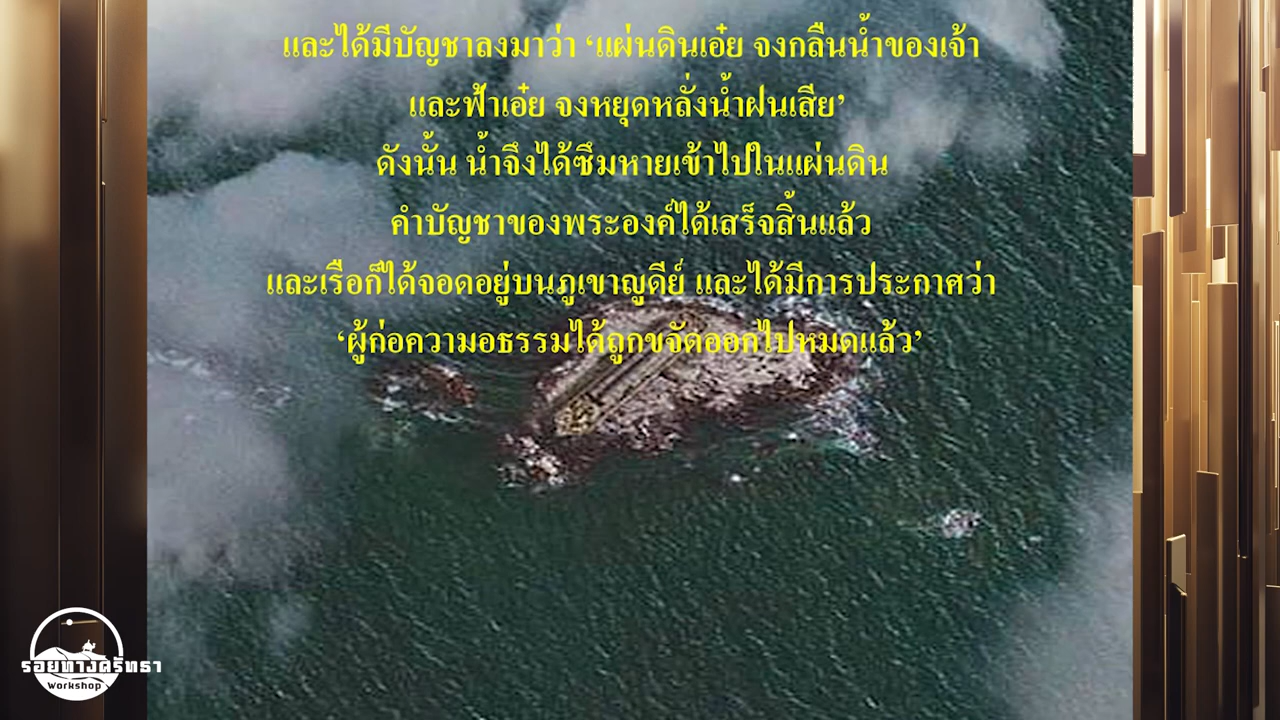 และได้มีบัญชาลงมาว่า ‘แผ่นดินเอ๋ย จงกลืนน้ำของเจ้า
และฟ้าเอ๋ย จงหยุดหลั่งน้ำฝนเสีย’
ดังนั้น น้ำจึงได้ซึมหายเข้าไปในแผ่นดิน
คำบัญชาของพระองค์ได้เสร็จสิ้นแล้ว
และเรือก็ได้จอดอยู่บนภูเขาญูดีย์ และได้มีการประกาศว่า
‘ผู้ก่อความอธรรมได้ถูกขจัดออกไปหมดแล้ว’
รอยทางศรัทธา
Workshop